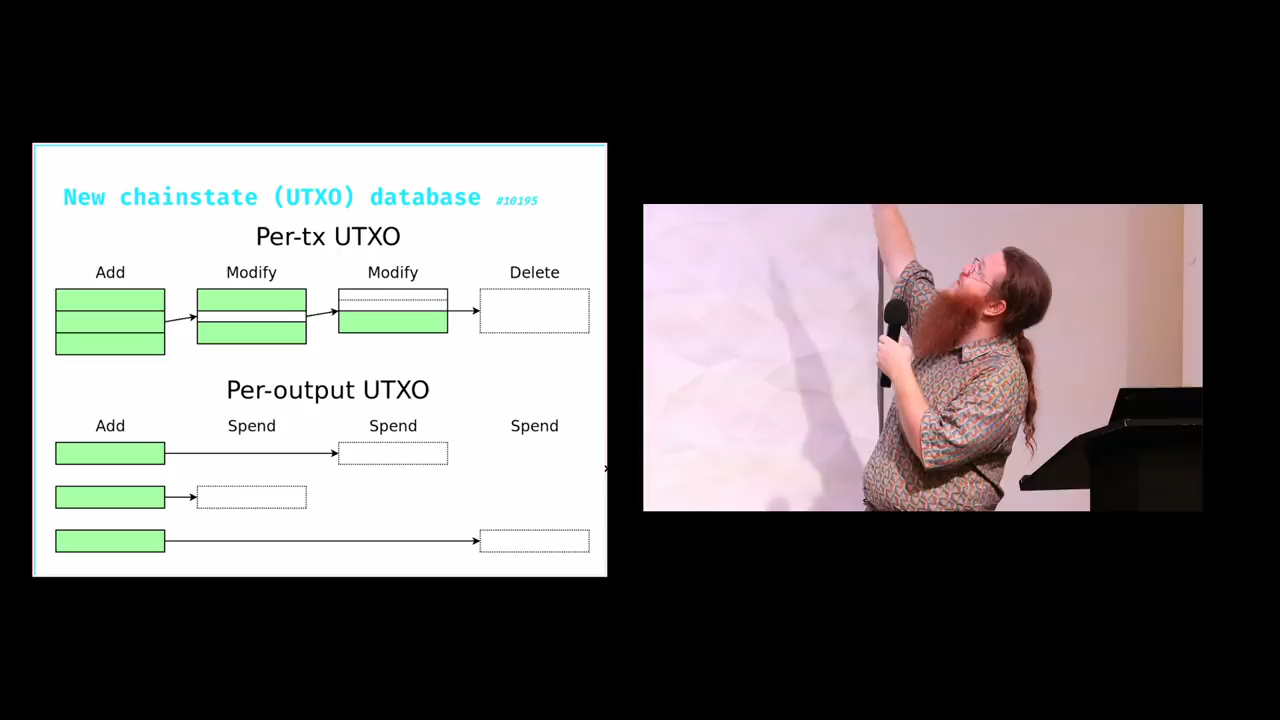 New chainstate (UTXO) database #10195
Per-tx UTXO
Add Modify Modify Delete
Per-output UTXO
Add Spend Spend Spend